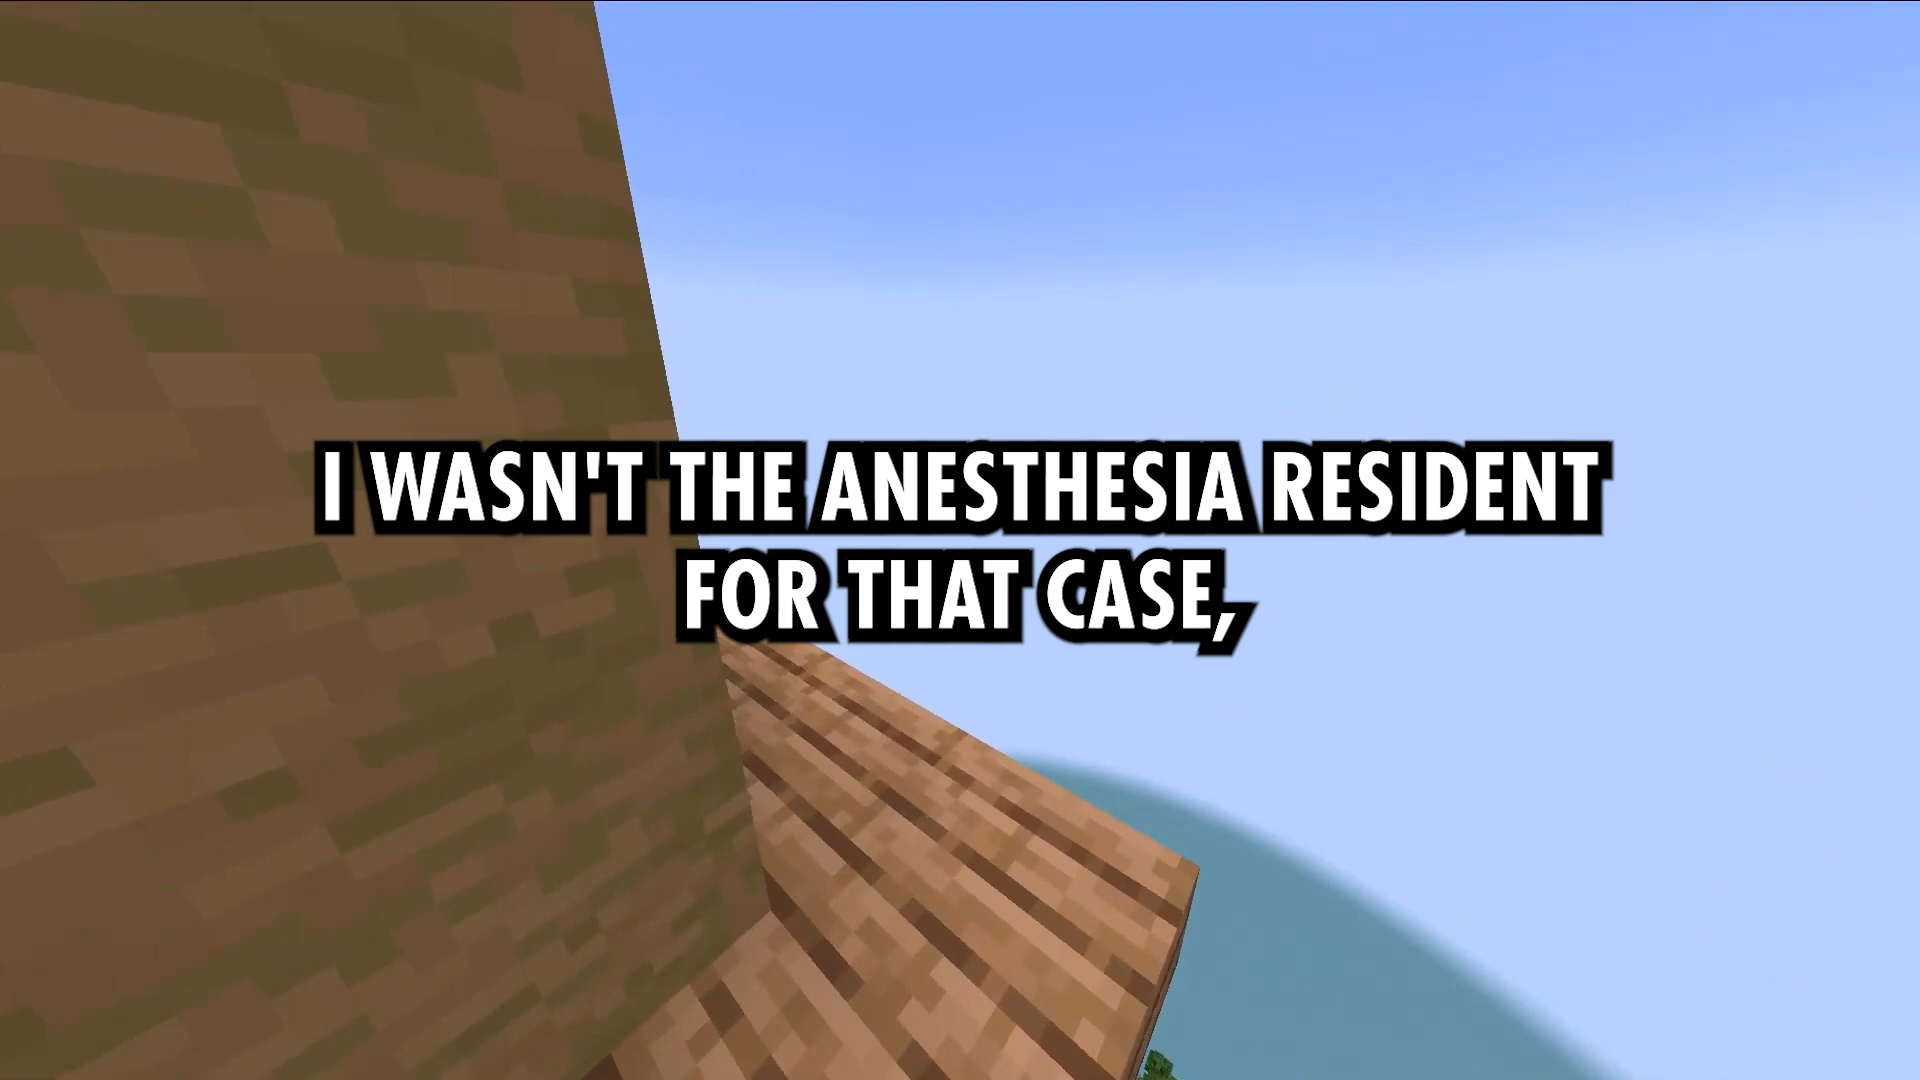 I WASN'T THE ANESTHESIA RESIDENT
FOR THAT CASE,